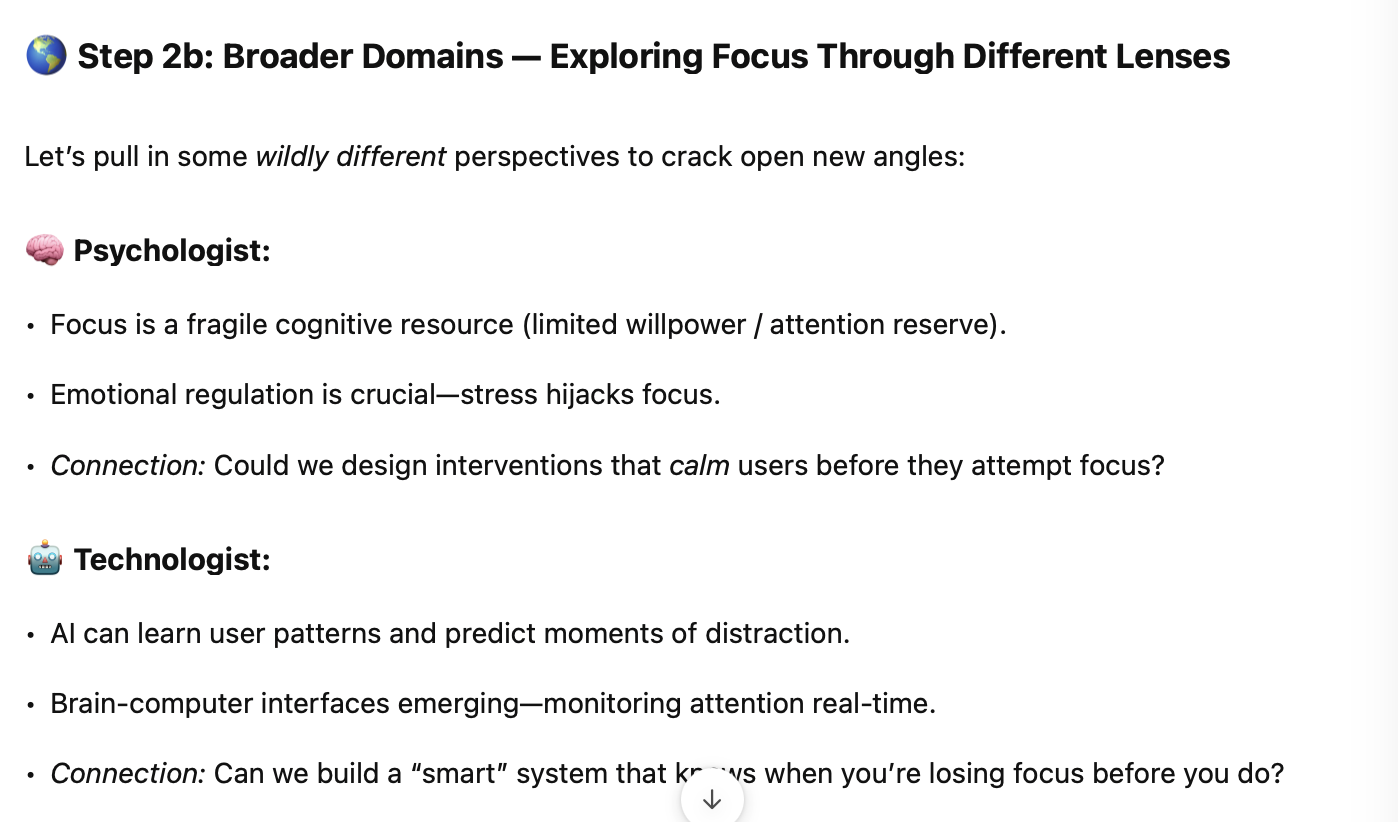 🌎 Step 2b: Broader Domains — Exploring Focus Through Different Lenses
Let’s pull in some wildly different perspectives to crack open new angles:
🧠 Psychologist:
• Focus is a fragile cognitive resource (limited willpower / attention reserve).
• Emotional regulation is crucial—stress hijacks focus.
• Connection: Could we design interventions that calm users before they attempt focus?
🤖 Technologist:
• AI can learn user patterns and predict moments of distraction.
• Brain-computer interfaces emerging—monitoring attention real-time.
• Connection: Can we build a “smart” system that knows when you’re losing focus before you do?